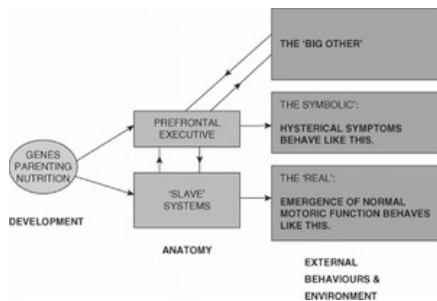 THE 'BIG OTHER'
THE SYMBOLIC':
HYSTERICAL SYMPTOMS
BEHAVE LIKE THIS.
PREFRONTAL
EXECUTIVE
GENES
PARENTING
NUTRITION
'SLAVE'
SYSTEMS
THE 'REAL':
EMERGENCE OF NORMAL
MOTORIC FUNCTION BEHAVES
LIKE THIS.
DEVELOPMENT
ANATOMY
EXTERNAL
BEHAVIOURS &
ENVIRONMENT